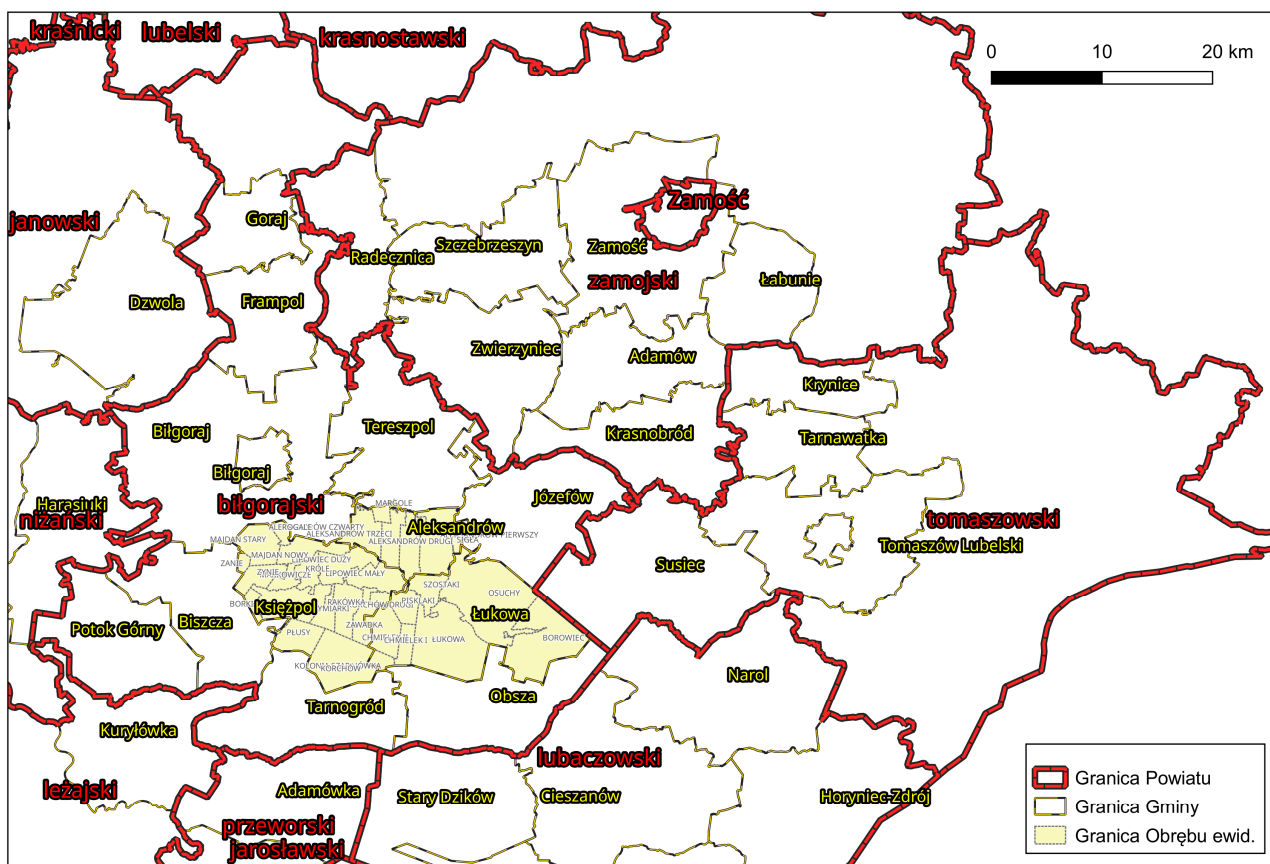 kraśnicki
lubelski
krasnostawski
0 10 20 km
janowski
Goraj
Zamość
Radecznica
Szczebrzeszyn
Zamość
zamojski
Łabunie
Dzwola
Frampol
Zwierzyniec
Adamów
Krynice
Biłgoraj
Tereszpol
Krasnobród
Tarnawatka
Biłgoraj
Harasiuki
niżański
biłgorajski
MARGOLE
Józefów
ALEKSANDRÓW TRZECI
Aleksandrów
ALEKSANDRÓW DRUGI
SIGŁA
tomaszowski
Tomaszów Lubelski
MAJDAN STARY
ZANIE
MAJDAN NOWY
LIPOWIEC DUŻY
KRÓLE
LIPOWIEC MAŁY
Susiec
SZOSTAKI
OSUCHY
Księżpol
PISKLAKI
Łukowa
Potok Górny
Biszcza
ZAWADKA
PŁUSY
CHMIELEK I
ŁUKOWA
BOROWIEC
KORCHÓW
Narol
Tarnogród
Obsza
Kuryłówka
lubaczowski
leżajski
Adamówka
Stary Dzików
Cieszanów
Horyniec-Zdrój
przeworski
jarosławski
Granica Powiatu
Granica Gminy
Granica Obrębu ewid.